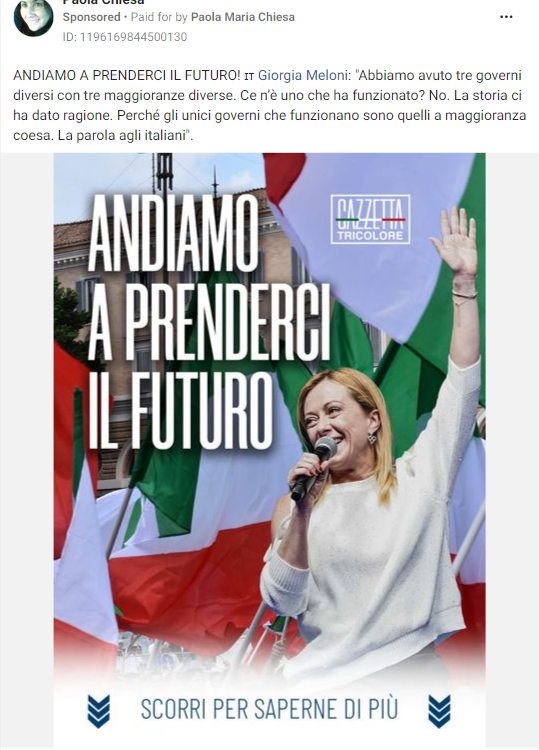 Paola Chiesa
Sponsored • Paid for by Paola Maria Chiesa
ID: 1196169844500130
ANDIAMO A PRENDERCI IL FUTURO! IT Giorgia Meloni: "Abbiamo avuto tre governi
diversi con tre maggioranze diverse. Ce n'è uno che ha funzionato? No. La storia ci
ha dato ragione. Perché gli unici governi che funzionano sono quelli a maggioranza
coesa. La parola agli italiani".
ANDIAMO
A PRENDERCI
IL FUTURO
GAZZETTA
TRICOLORE
SCORRI PER SAPERNE DI PIÙ